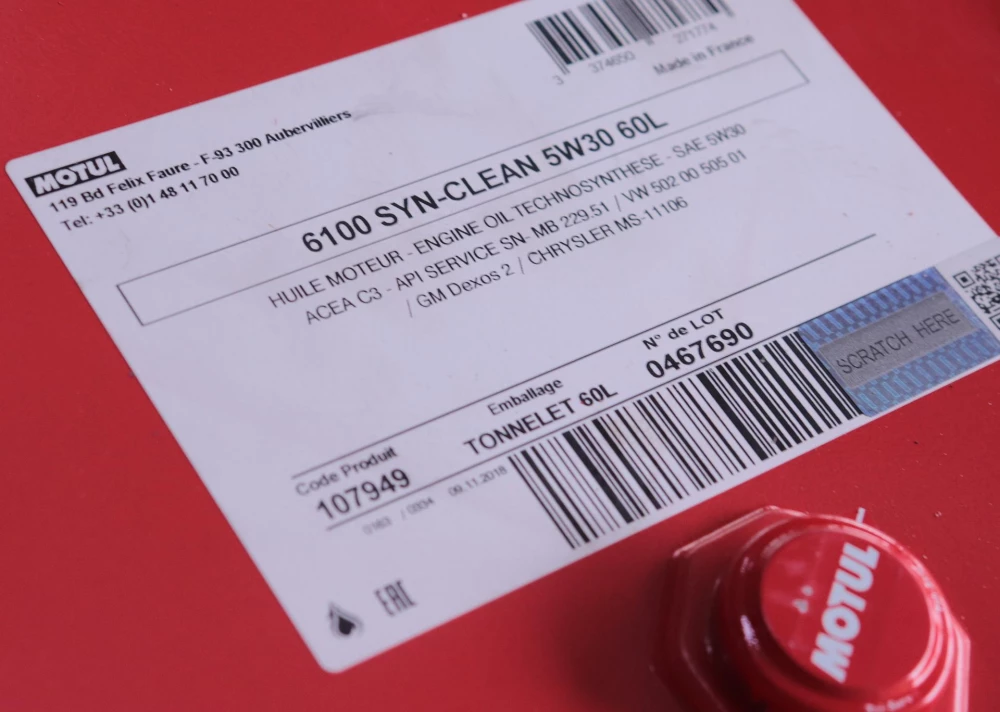 MOTUL
119 Bd Felix Faure - F-93 300 Aubervilliers
Tel: +33 (0)1 48 11 70 00
3 374650 271774
Made in France
6100 SYN-CLEAN 5W30 60L
HUILE MOTEUR - ENGINE OIL TECHNOSYNTHESE - SAE 5W30
ACEA C3 - API SERVICE SN- MB 229.51 / VW 502 00 505 01
/ GM Dexos 2 / CHRYSLER MS-11106
Code Produit Emballage N° de LOT
107949 TONNELET 60L 0467690
0163 / 0334 09.11.2018
SCRATCH HERE
EAC
MOTUL